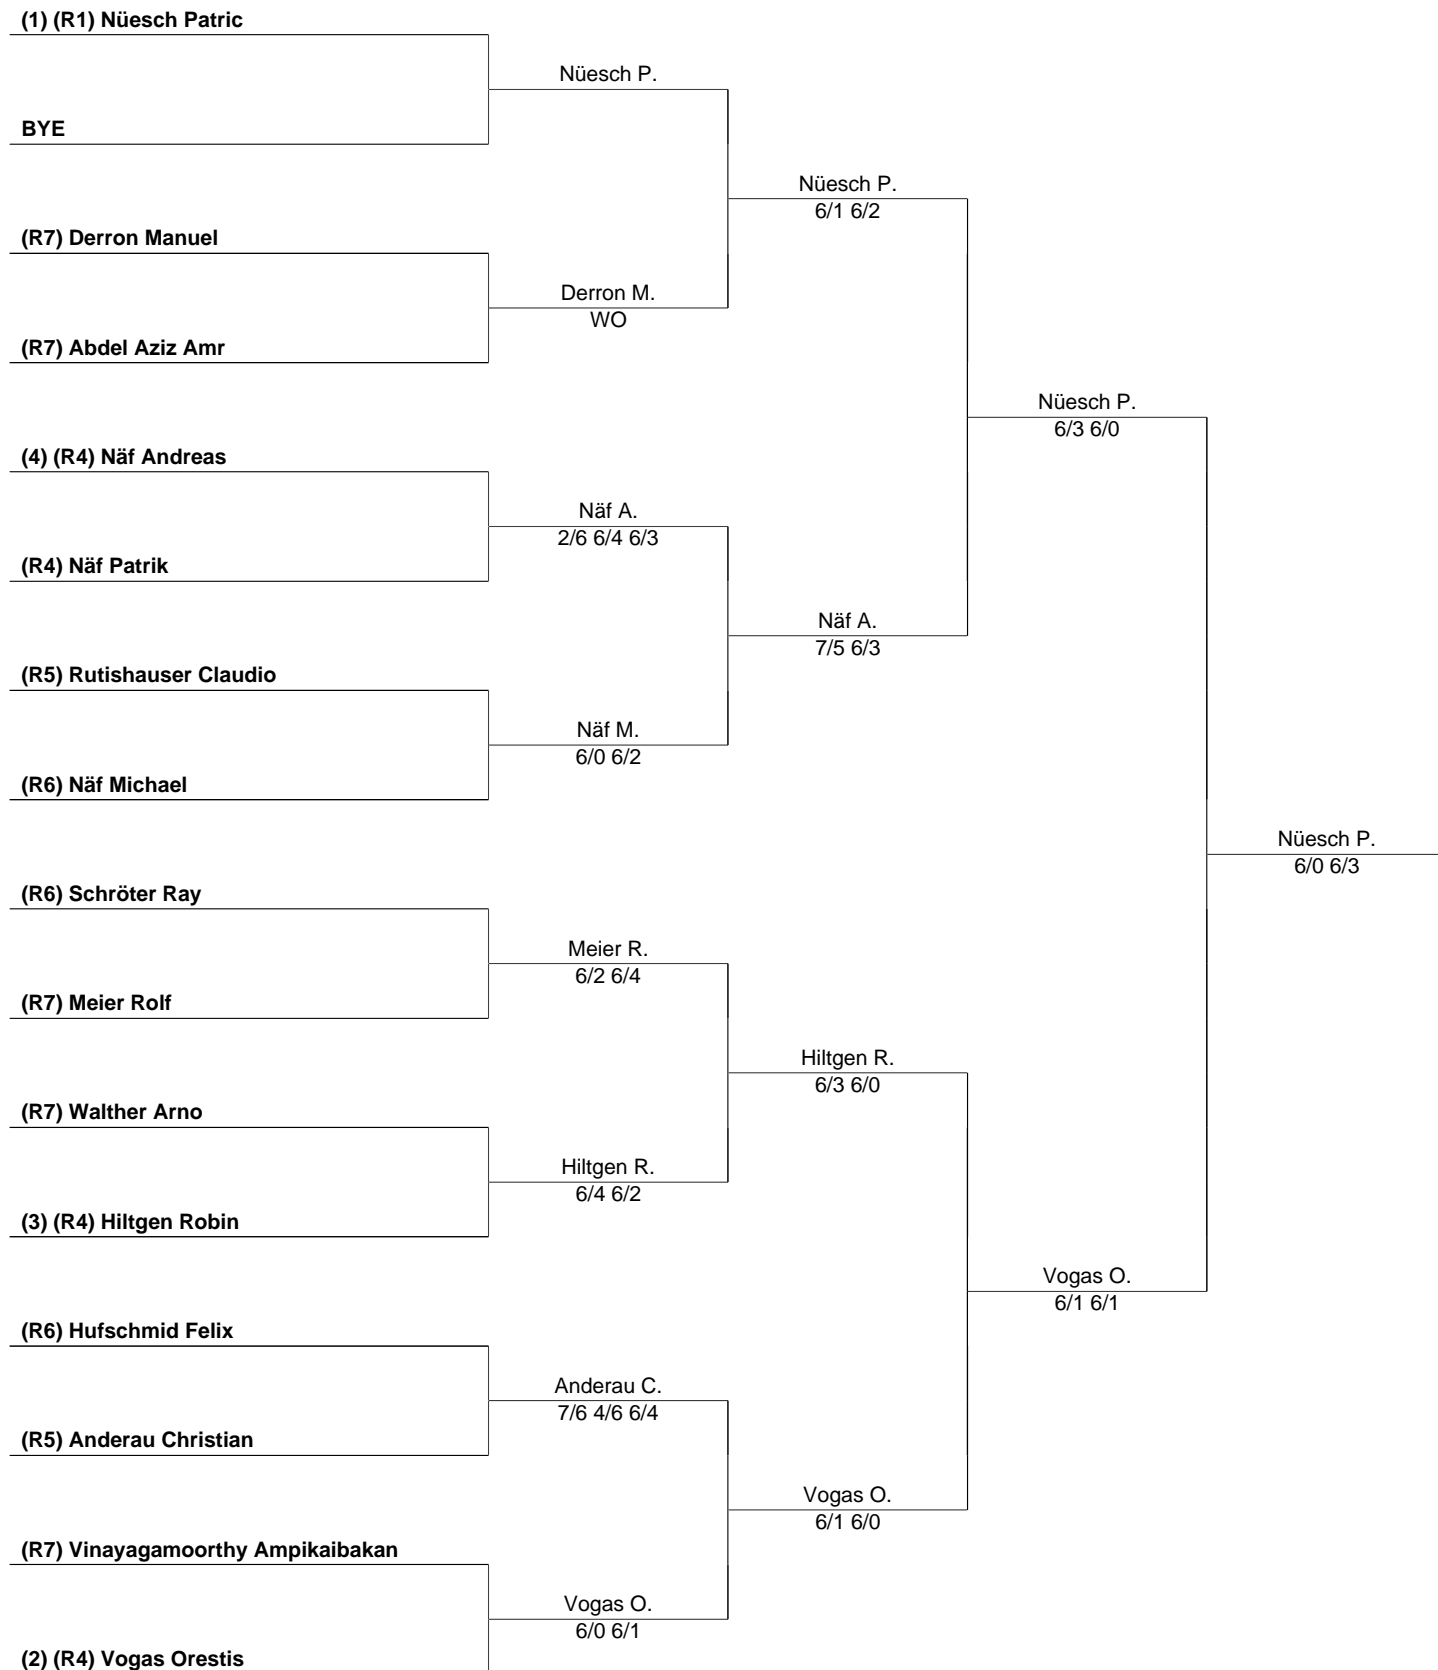 (1) (R1) Nüesch Patric
Nüesch P.
BYE
Nüesch P.
6/1 6/2
(R7) Derron Manuel
Derron M.
WO
(R7) Abdel Aziz Amr
Nüesch P.
6/3 6/0
(4) (R4) Näf Andreas
Näf A.
2/6 6/4 6/3
(R4) Näf Patrik
Näf A.
7/5 6/3
(R5) Rutishauser Claudio
Näf M.
6/0 6/2
(R6) Näf Michael
Nüesch P.
6/0 6/3
(R6) Schröter Ray
Meier R.
6/2 6/4
(R7) Meier Rolf
Hiltgen R.
6/3 6/0
(R7) Walther Arno
Hiltgen R.
6/4 6/2
(3) (R4) Hiltgen Robin
Vogas O.
6/1 6/1
(R6) Hufschmid Felix
Anderau C.
7/6 4/6 6/4
(R5) Anderau Christian
Vogas O.
6/1 6/0
(R7) Vinayagamoorthy Ampikaibakan
Vogas O.
6/0 6/1
(2) (R4) Vogas Orestis